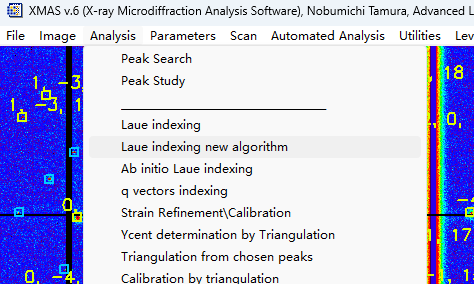 XMAS v.6 (X-ray Microdiffraction Analysis Software), Nobumichi Tamura, Advanced L
File Image Analysis Parameters Scan Automated Analysis Utilities Lev
Peak Search
Peak Study
Laue indexing
Laue indexing new algorithm
Ab initio Laue indexing
q vectors indexing
Strain Refinement\Calibration
Ycent determination by Triangulation
Triangulation from chosen peaks
Calibration by triangulation
1, -3,
1, -3, 1
18
0,
0,
-4
1, 17
0, -4,